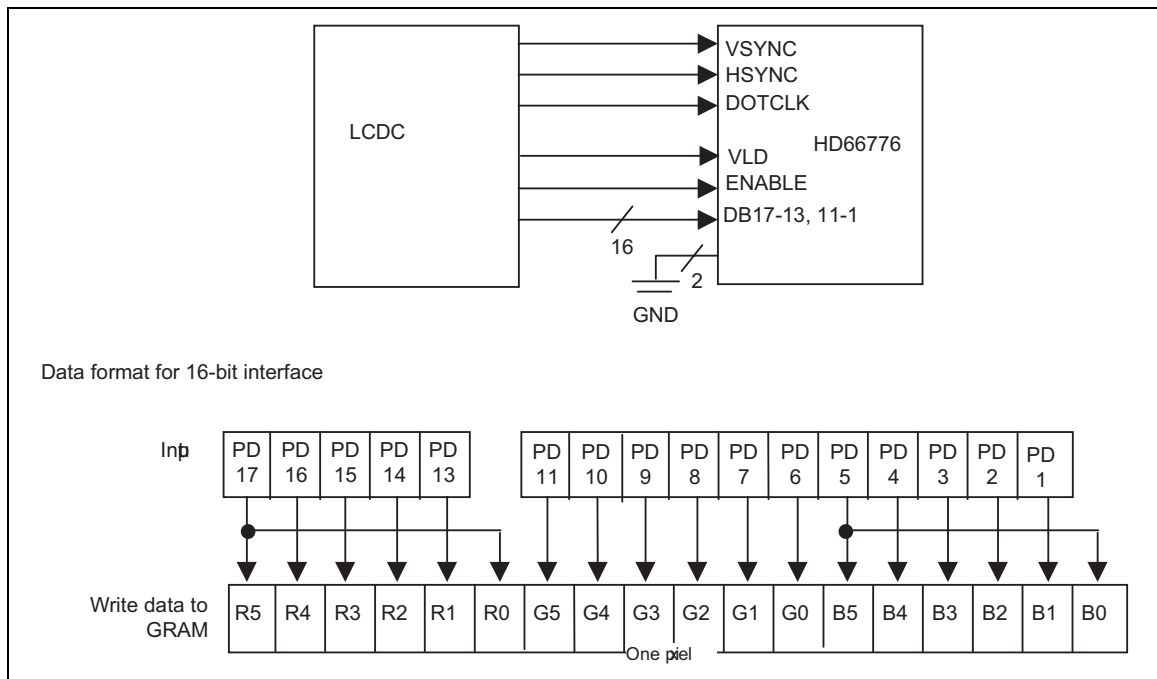 VSYNC
HSYNC
DOTCLK
LCDC
HD66776
VLD
ENABLE
DB17-13, 11-1
16
2
GND
Data format for 16-bit interface
PD PD PD PD PD PD PD PD PD PD PD PD PD PD PD PD
17 16 15 14 13 11 10 9 8 7 6 5 4 3 2 1
Write data to
GRAM
R5 R4 R3 R2 R1 R0 G5 G4 G3 G2 G1 G0 B5 B4 B3 B2 B1 B0
One